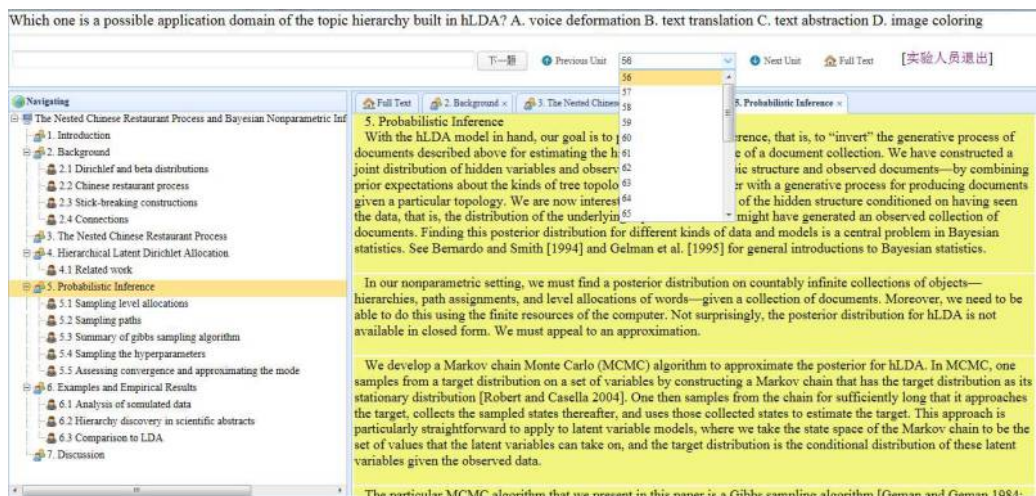 Which one is a possible application domain of the topic hierarchy built in hLDA? A. voice deformation B. text translation C. text abstraction D. image coloring
下一题 Previous Unit 56 Next Unit Full Text [实验人员退出]
56
57
58
59
60
61
62
63
64
65
Navigating
The Nested Chinese Restaurant Process and Bayesian Nonparametric Inf
1. Introduction
2. Background
2.1 Dirichlet and beta distributions
2.2 Chinese restaurant process
2.3 Stick-breaking constructions
2.4 Connections
3. The Nested Chinese Restaurant Process
4. Hierarchical Latent Dirichlet Allocation
4.1 Related work
5. Probabilistic Inference
5.1 Sampling level allocations
5.2 Sampling paths
5.3 Summary of gibbs sampling algorithm
5.4 Sampling the hyperparameters
5.5 Assessing convergence and approximating the mode
6. Examples and Empirical Results
6.1 Analysis of somulated data
6.2 Hierarchy discovery in scientific abstracts
6.3 Comparison to LDA
7. Discussion
Full Text 2. Background × 3. The Nested Chinese 5. Probabilistic Inference ×
5. Probabilistic Inference
With the hLDA model in hand, our goal is to p erence, that is, to “invert” the generative process of
documents described above for estimating the h e of a document collection. We have constructed a
joint distribution of hidden variables and observ pic structure and observed documents—by combining
prior expectations about the kinds of tree topolo er with a generative process for producing documents
given a particular topology. We are now interest of the hidden structure conditioned on having seen
the data, that is, the distribution of the underlying might have generated an observed collection of
documents. Finding this posterior distribution for different kinds of data and models is a central problem in Bayesian
statistics. See Bernardo and Smith [1994] and Gelman et al. [1995] for general introductions to Bayesian statistics.
In our nonparametric setting, we must find a posterior distribution on countably infinite collections of objects—
hierarchies, path assignments, and level allocations of words—given a collection of documents. Moreover, we need to be
able to do this using the finite resources of the computer. Not surprisingly, the posterior distribution for hLDA is not
available in closed form. We must appeal to an approximation.
We develop a Markov chain Monte Carlo (MCMC) algorithm to approximate the posterior for hLDA. In MCMC, one
samples from a target distribution on a set of variables by constructing a Markov chain that has the target distribution as its
stationary distribution [Robert and Casella 2004]. One then samples from the chain for sufficiently long that it approaches
the target, collects the sampled states thereafter, and uses those collected states to estimate the target. This approach is
particularly straightforward to apply to latent variable models, where we take the state space of the Markov chain to be the
set of values that the latent variables can take on, and the target distribution is the conditional distribution of these latent
variables given the observed data.
The particular MCMC algorithm that we present in this paper is a Gibbs sampling algorithm [Geman and Geman 1984;